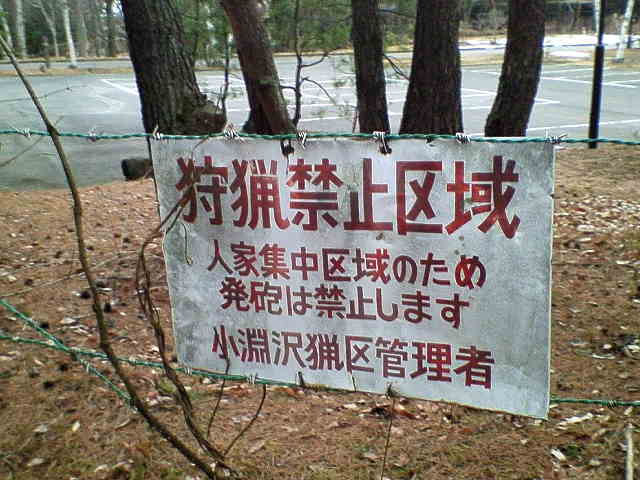 狩猟禁止区域
人家集中区域のため
発砲は禁止します
小淵沢猟区管理者